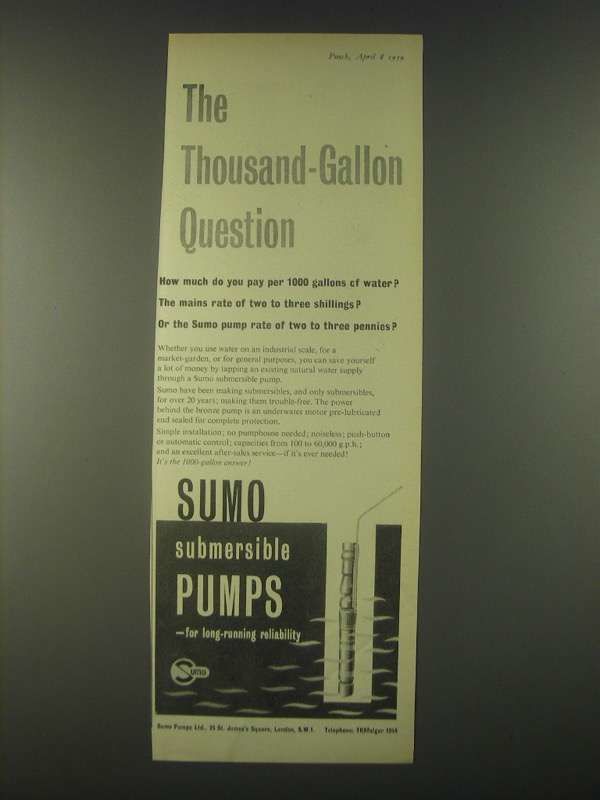 Punch, April 8 1959
The
Thousand-Gallon
Question
How much do you pay per 1000 gallons of water?
The mains rate of two to three shillings?
Or the Sumo pump rate of two to three pennies?
Whether you use water on an industrial scale, for a
market-garden, or for general purposes, you can save yourself
a lot of money by tapping an existing natural water supply
through a Sumo submersible pump.
Sumo have been making submersibles, and only submersibles,
for over 20 years; making them trouble-free. The power
behind the bronze pump is an underwater motor pre-lubricated
and sealed for complete protection.
Simple installation; no pumphouse needed; noiseless; push-button
or automatic control; capacities from 100 to 60,000 g.p.h.;
and an excellent after-sales service—if it's ever needed!
It's the 1000-gallon answer!
SUMO
submersible
PUMPS
—for long-running reliability
SUMO
Sumo Pumps Ltd., St. James's Square, London, S.W.1. Telephone: TRAfalgar